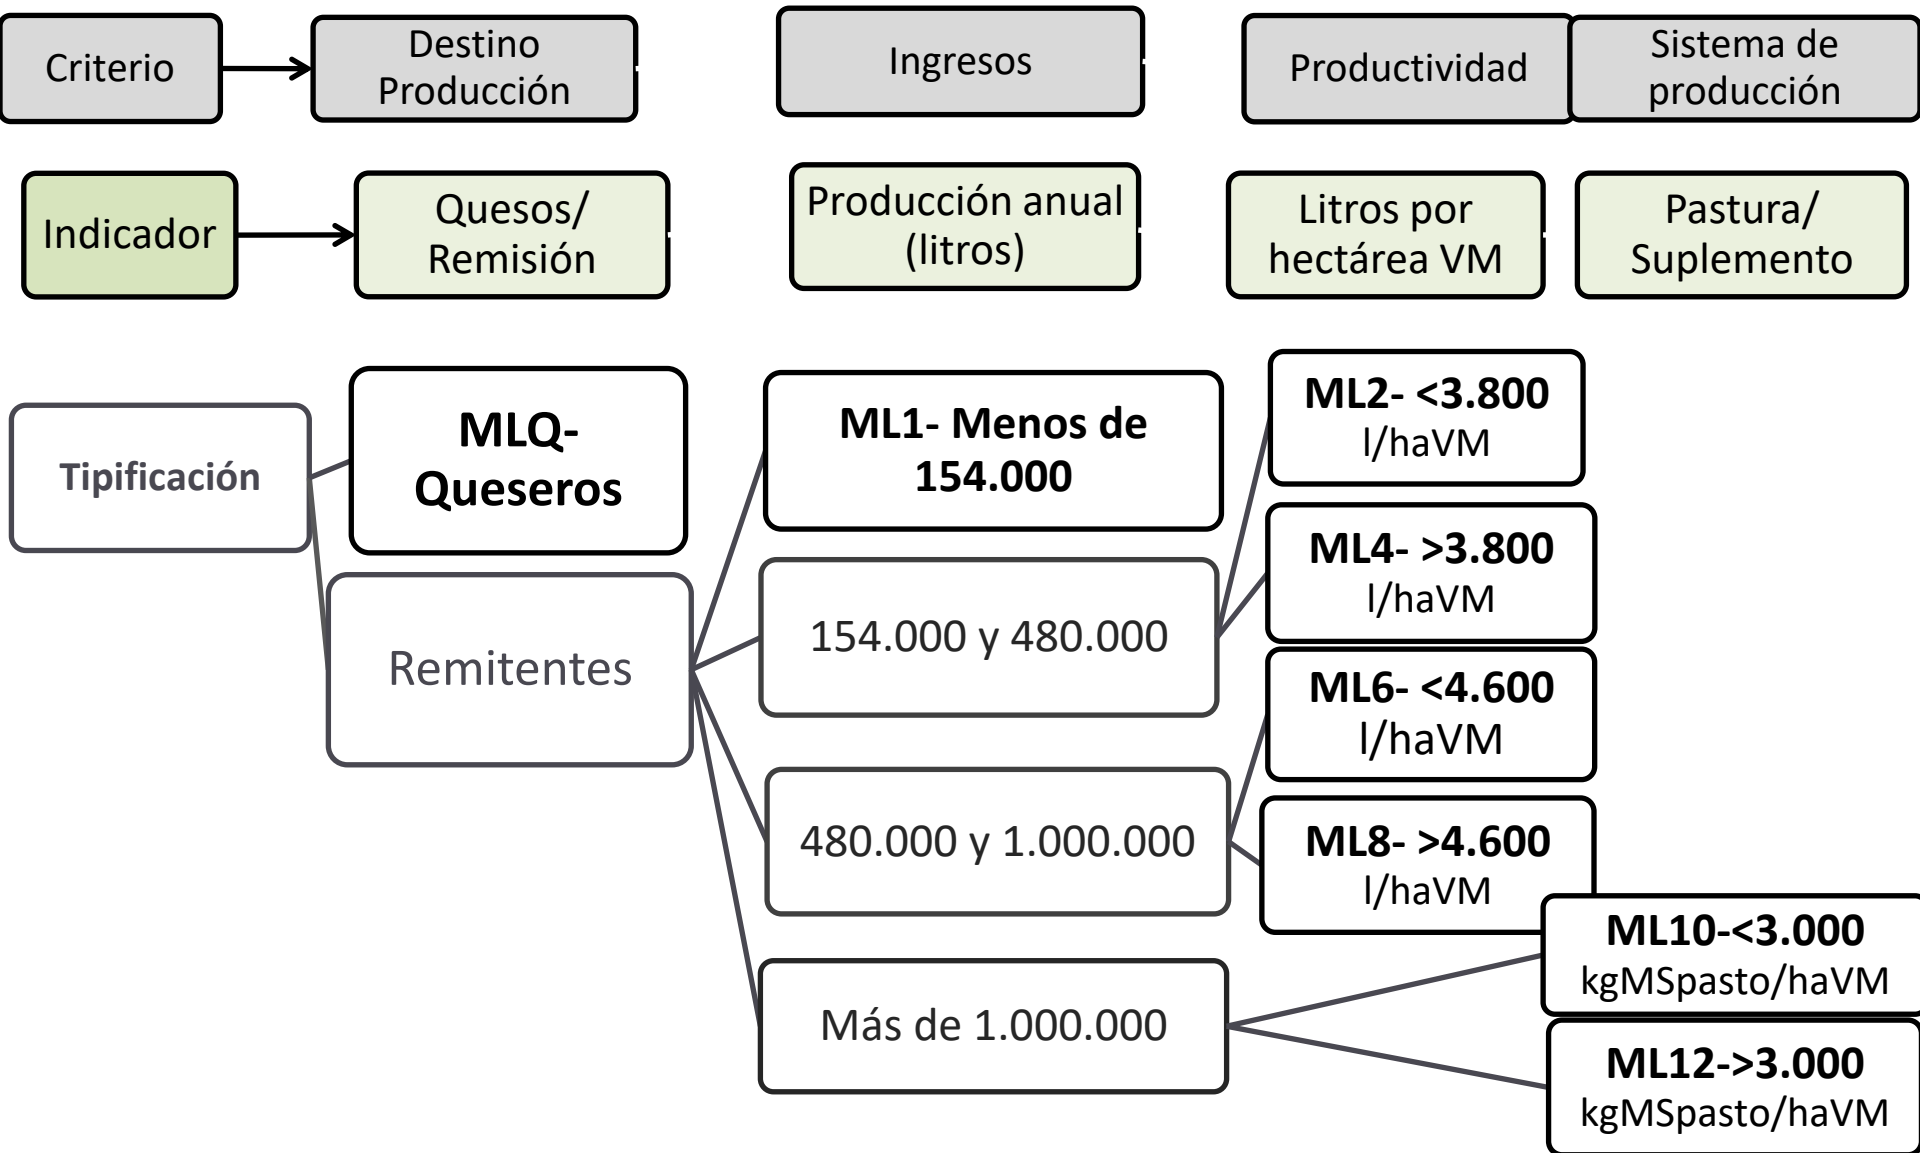 Criterio
Destino
Producción
Ingresos
Productividad
Sistema de
producción
Indicador
Quesos/
Remisión
Producción anual
(litros)
Litros por
hectárea VM
Pastura/
Suplemento
Tipificación
MLQ-
Queseros
Remitentes
ML1- Menos de
154.000
154.000 y 480.000
480.000 y 1.000.000
Más de 1.000.000
ML2- <3.800
l/haVM
ML4- >3.800
l/haVM
ML6- <4.600
l/haVM
ML8- >4.600
l/haVM
ML10-<3.000
kgMSpasto/haVM
ML12->3.000
kgMSpasto/haVM